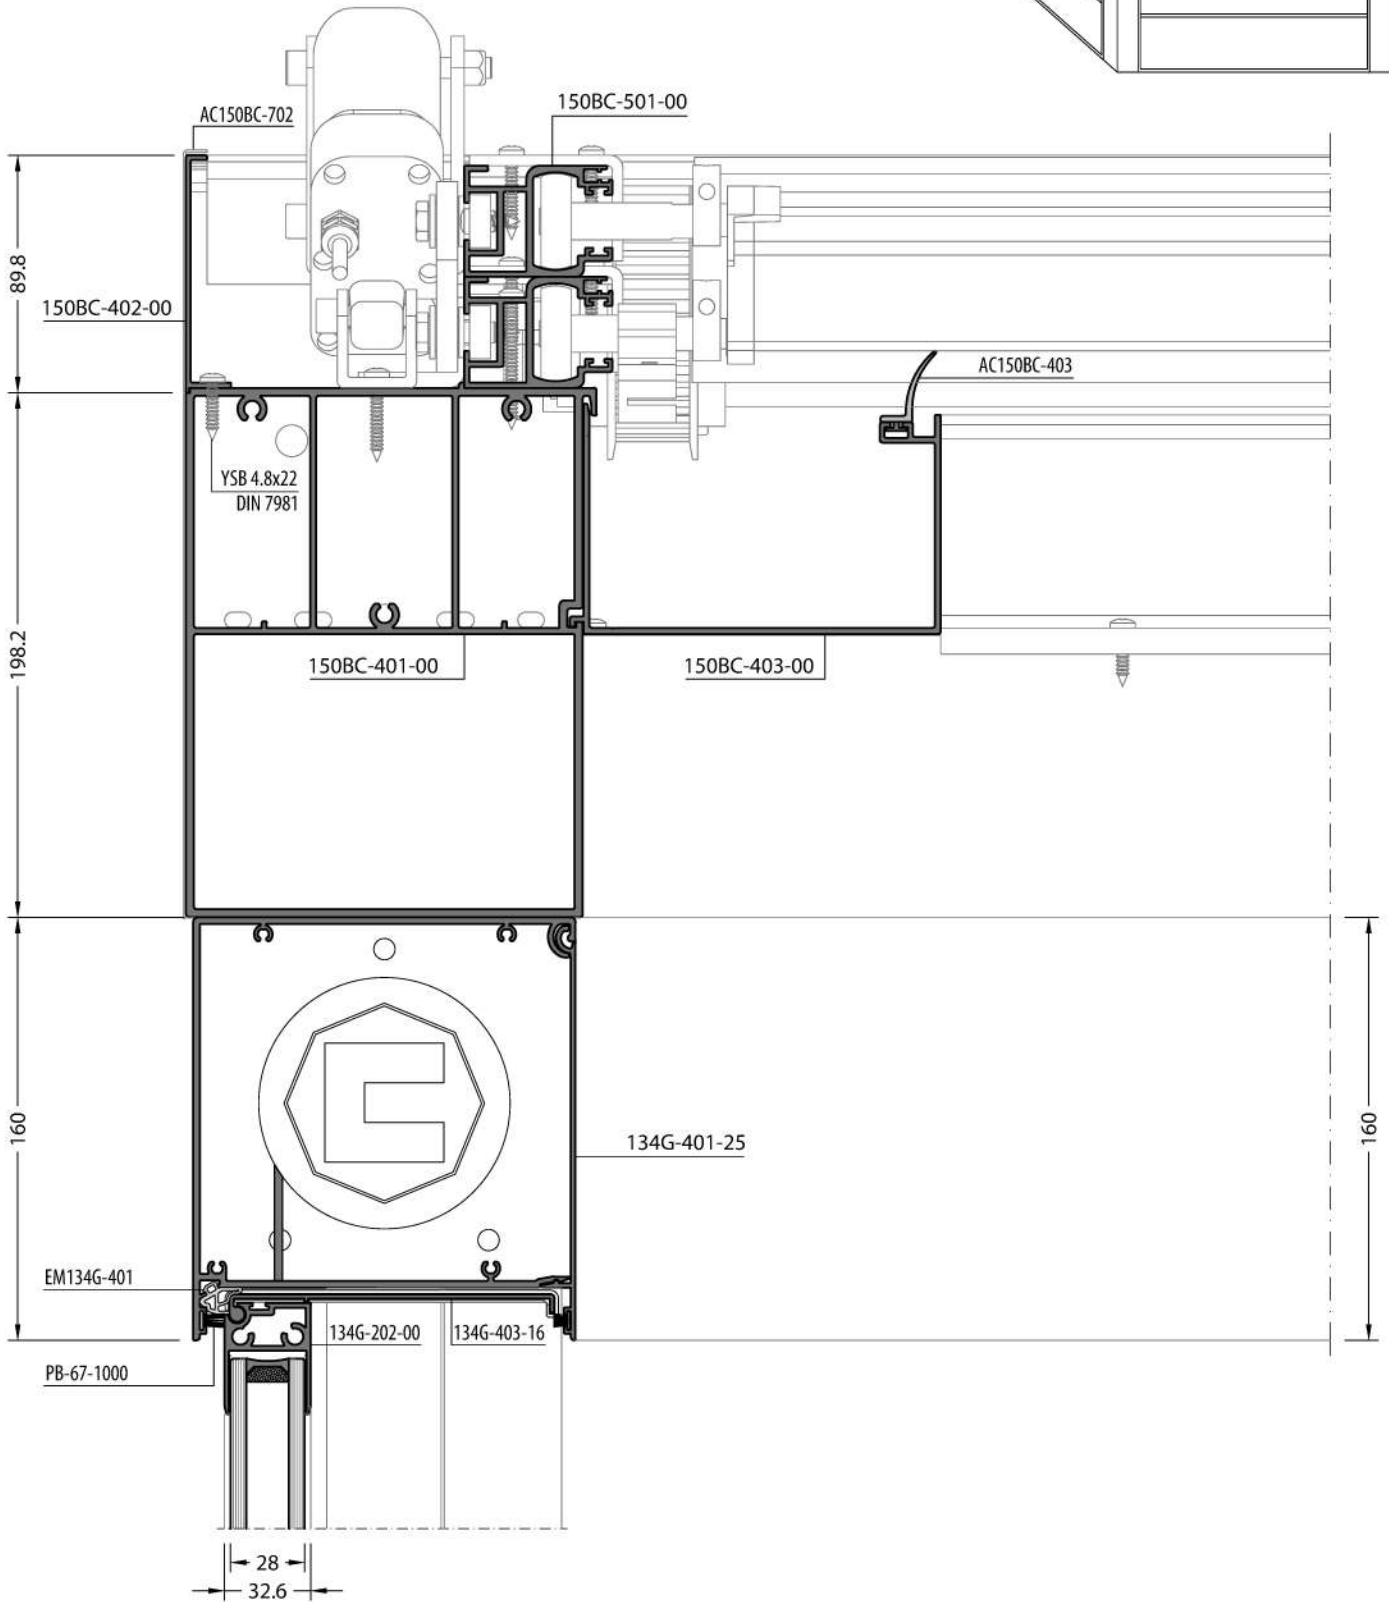 AC150BC-702
150BC-501-00
89.8
150BC-402-00
AC150BC-403
YSB 4.8x22
DIN 7981
198.2
150BC-401-00
150BC-403-00
160
160
134G-401-25
E
EM134G-401
134G-202-00
134G-403-16
PB-67-1000
28
32.6